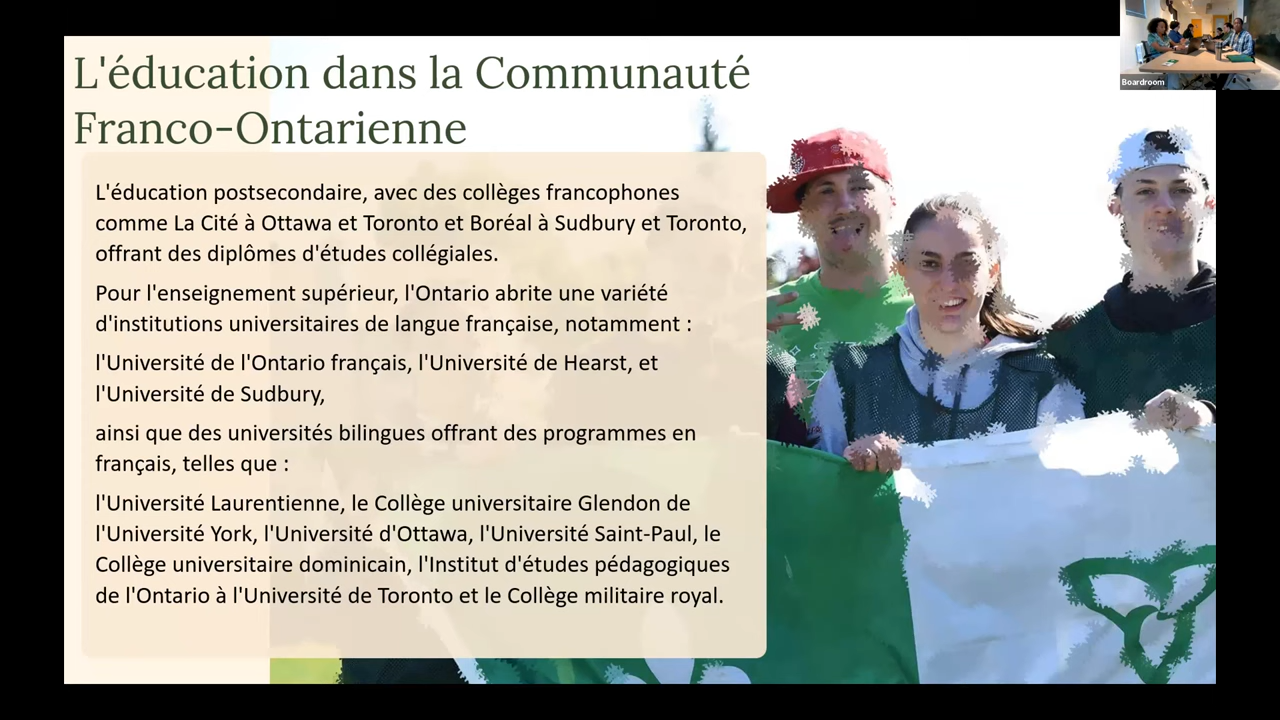 L'éducation dans la Communauté
Franco-Ontarienne
L'éducation postsecondaire, avec des collèges francophones
comme La Cité à Ottawa et Toronto et Boréal à Sudbury et Toronto,
offrant des diplômes d'études collégiales.
Pour l'enseignement supérieur, l'Ontario abrite une variété
d'institutions universitaires de langue française, notamment :
l'Université de l'Ontario français, l'Université de Hearst, et
l'Université de Sudbury,
ainsi que des universités bilingues offrant des programmes en
français, telles que :
l'Université Laurentienne, le Collège universitaire Glendon de
l'Université York, l'Université d'Ottawa, l'Université Saint-Paul, le
Collège universitaire dominicain, l'Institut d'études pédagogiques
de l'Ontario à l'Université de Toronto et le Collège militaire royal.
Boardroom